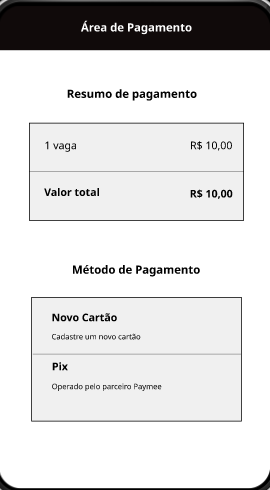 Área de Pagamento
Resumo de pagamento
1 vaga R$ 10,00
Valor total R$ 10,00
Método de Pagamento
Novo Cartão
Cadastre um novo cartão
Pix
Operado pelo parceiro Paymee